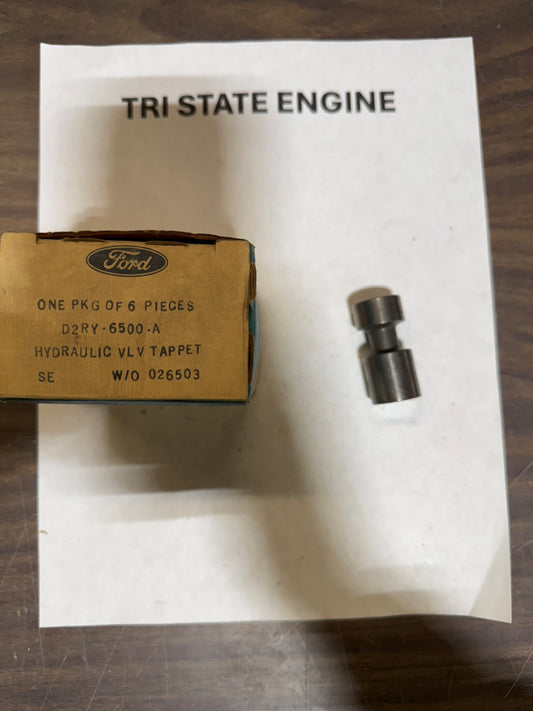 TRI STATE ENGINE
Ford
ONE PKG OF 6 PIECES
D2RY-6500-A
HYDRAULIC VLV TAPPET
SE W/O 026503